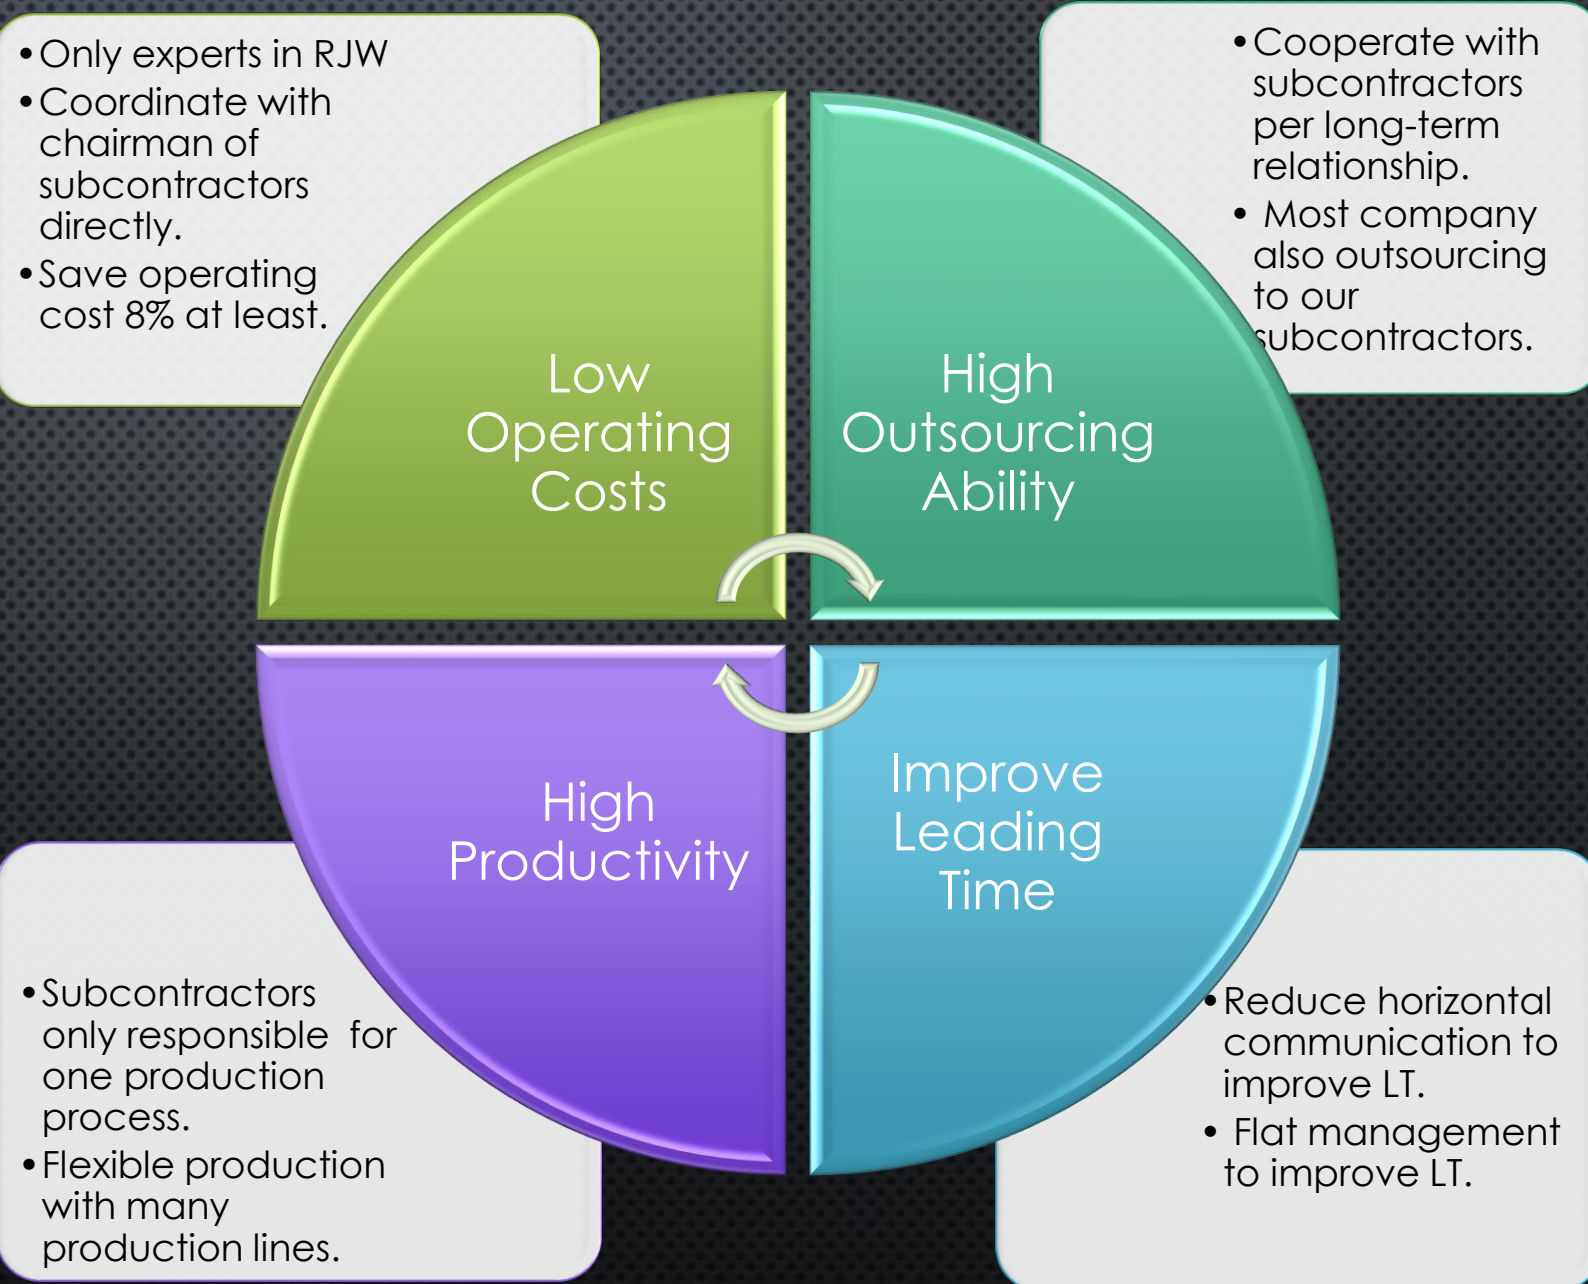 •Only experts in RJW
•Coordinate with
chairman of
subcontractors
directly.
•Save operating
cost 8% at least.
•Cooperate with
subcontractors
per long-term
relationship.
• Most company
also outsourcing
to our
subcontractors.
Low
Operating
Costs
High
Outsourcing
Ability
High
Productivity
Improve
Leading
Time
•Subcontractors
only responsible  for
one production
process.
•Flexible production
with many
production lines.
•Reduce horizontal
communication to
improve LT.
• Flat management
to improve LT.